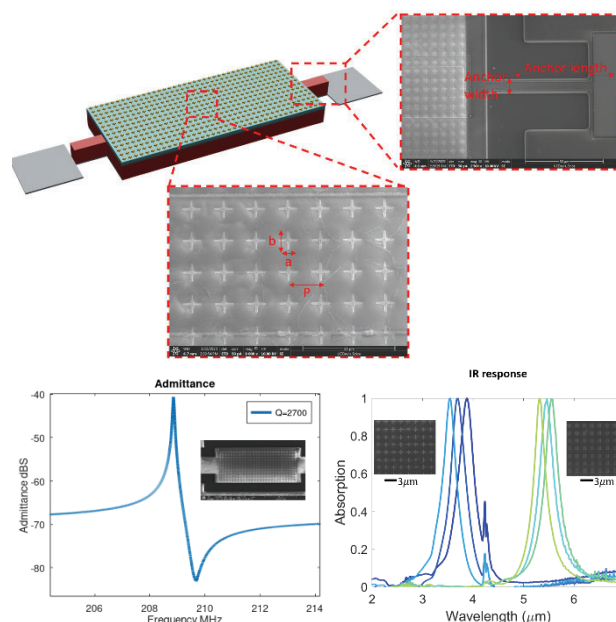 Anchor length
Anchor
width
b
a
P
Admittance
-40
-50
-60
-70
-80
Admittance dBS
Q=2700
206
208
210
212
214
Frequency MHz
IR response
1
0.8
0.6
0.4
0.2
0
Absorption
3μm
3μm
2
3
4
5
6
Wavelength (μm)